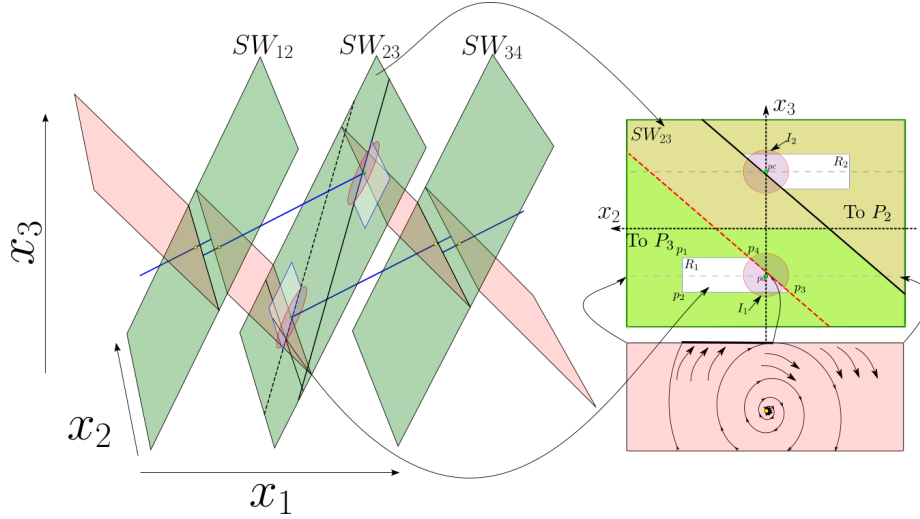 SW₁₂ SW₂₃ SW₃₄
x₃
x₂
x₁
x₃
SW₂₃
I₂
R₂
pc
x₂
To P₂
To P₃
p₁
p₄
R₁
p₂
p₃
I₁